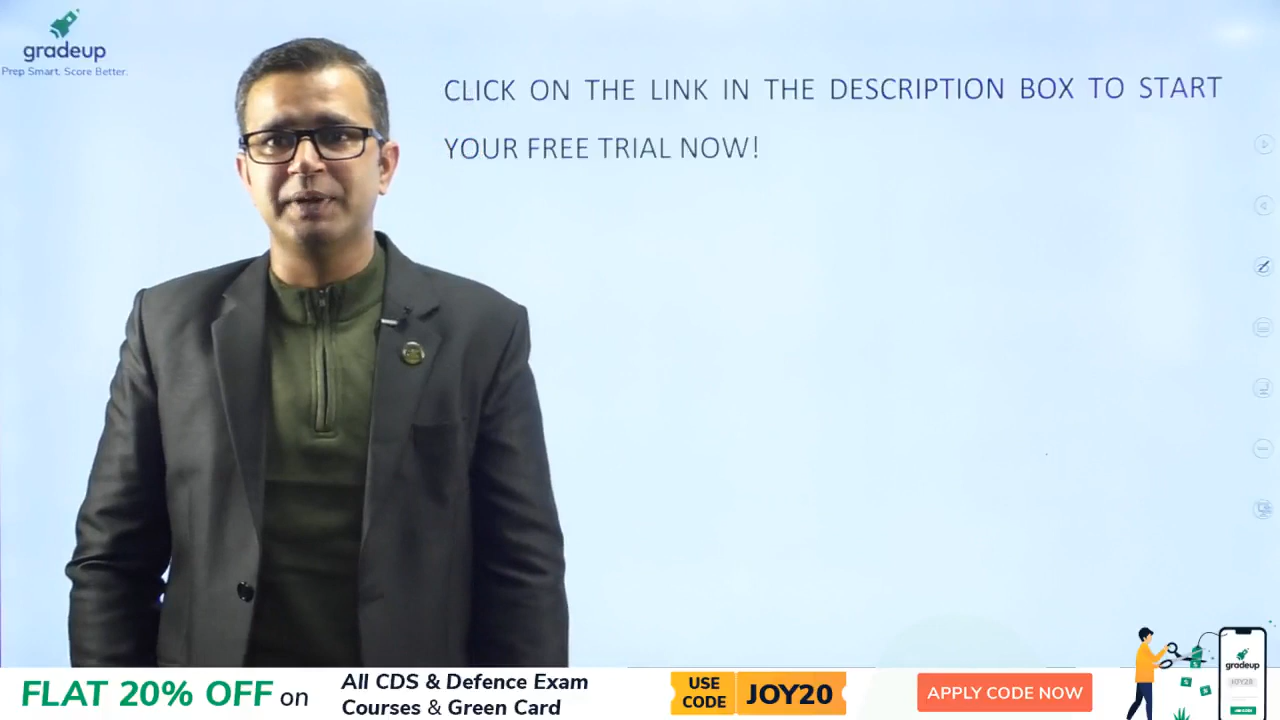 gradeup
Prep Smart. Score Better.
CLICK ON THE LINK IN THE DESCRIPTION BOX TO START
YOUR FREE TRIAL NOW!
FLAT 20% OFF on
All CDS & Defence Exam
Courses & Green Card
USE
CODE
JOY20
APPLY CODE NOW
gradeup
JOY20